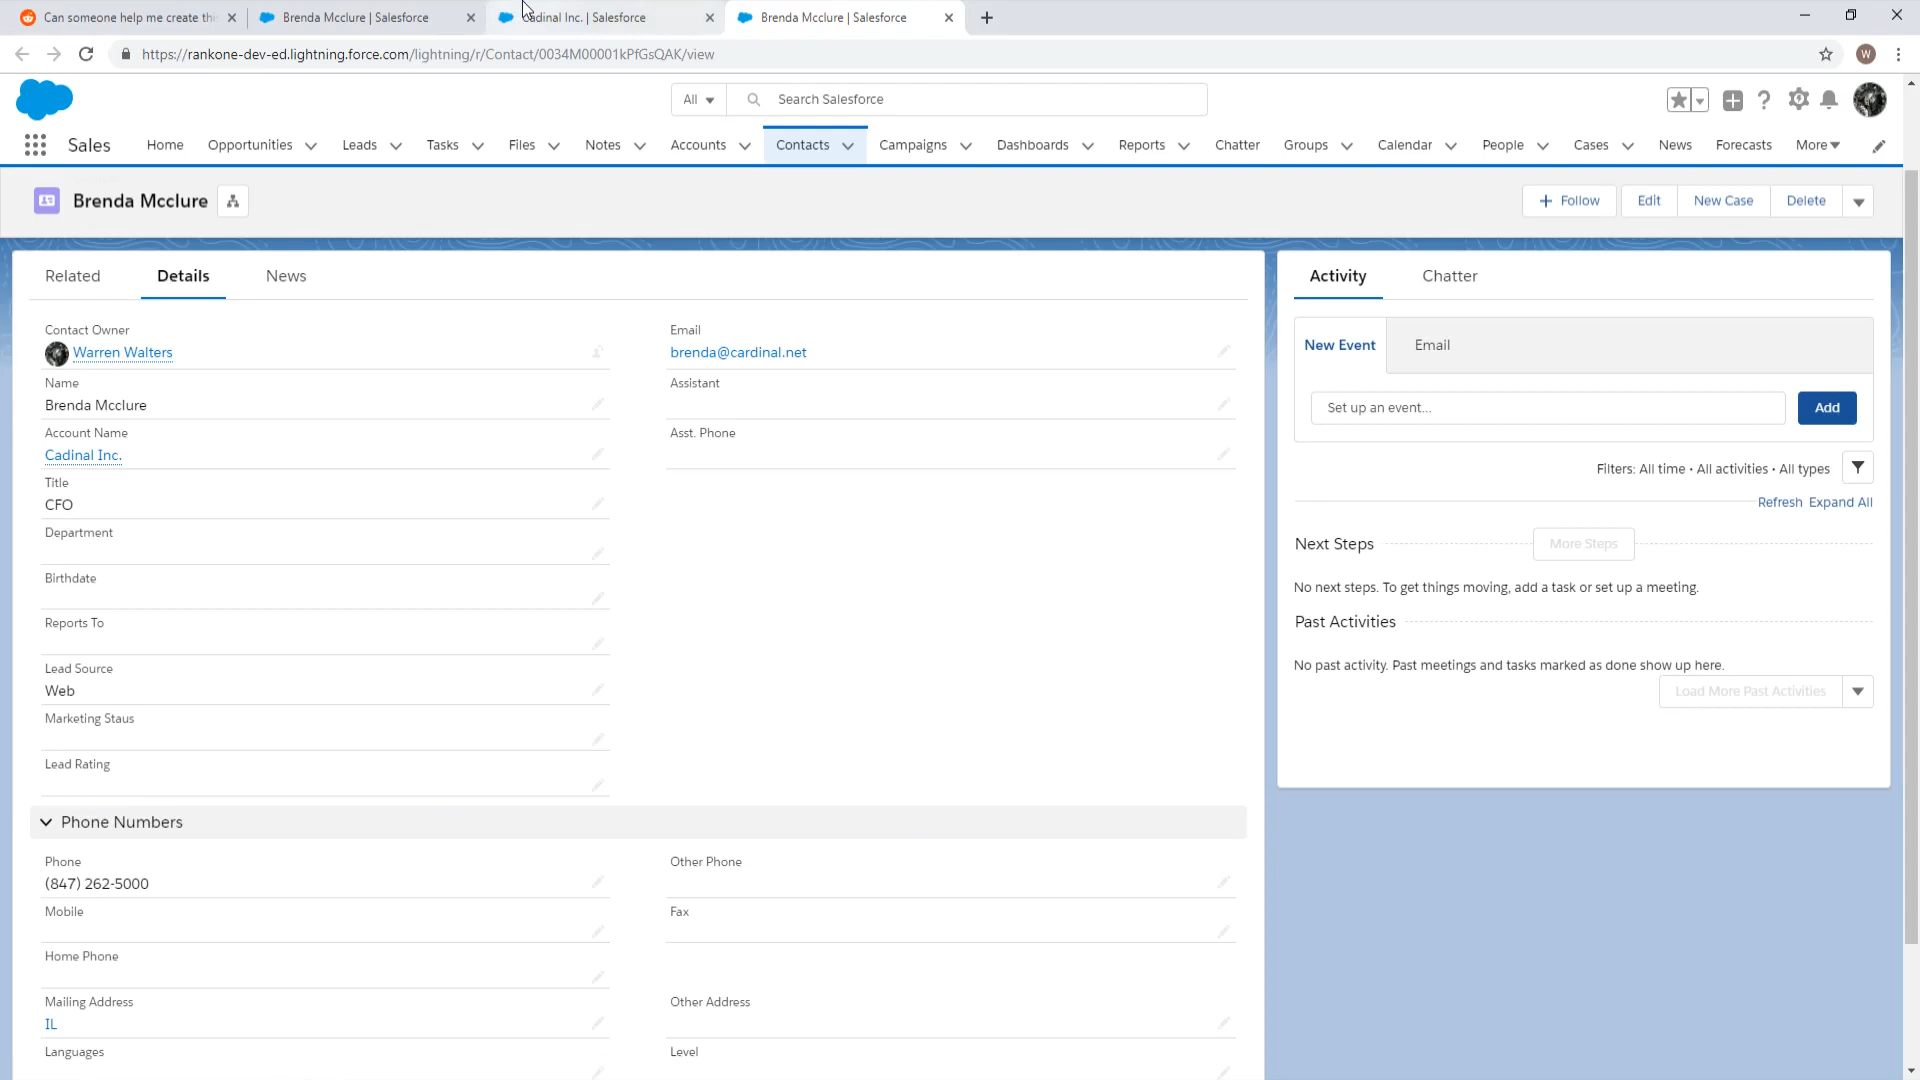 Can someone help me create thi
Brenda Mcclure | Salesforce
Cadinal Inc. | Salesforce
Brenda Mcclure | Salesforce
https://rankone-dev-ed.lightning.force.com/lightning/r/Contact/0034M00001kPfGsQAK/view
W
All
Search Salesforce
Sales
Home
Opportunities
Leads
Tasks
Files
Notes
Accounts
Contacts
Campaigns
Dashboards
Reports
Chatter
Groups
Calendar
People
Cases
News
Forecasts
More
Brenda Mcclure
Follow
Edit
New Case
Delete
Related
Details
News
Contact Owner
Warren Walters
Name
Brenda Mcclure
Account Name
Cadinal Inc.
Title
CFO
Department
Birthdate
Reports To
Lead Source
Web
Marketing Staus
Lead Rating
Email
brenda@cardinal.net
Assistant
Asst. Phone
Phone Numbers
Phone
(847) 262-5000
Mobile
Home Phone
Mailing Address
IL
Languages
Other Phone
Fax
Other Address
Level
Activity
Chatter
New Event
Email
Set up an event...
Add
Filters: All time • All activities • All types
Refresh Expand All
Next Steps
More Steps
No next steps. To get things moving, add a task or set up a meeting.
Past Activities
No past activity. Past meetings and tasks marked as done show up here.
Load More Past Activities